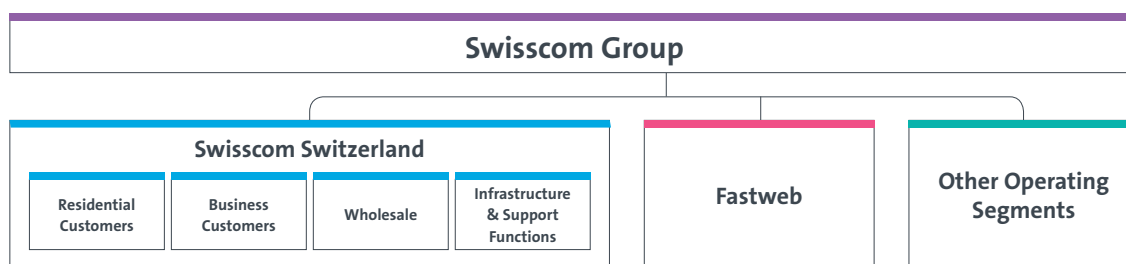 Swisscom Group
Swisscom Switzerland
Residential
Customers
Business
Customers
Wholesale
Infrastructure
& Support
Functions
Fastweb
Other Operating
Segments